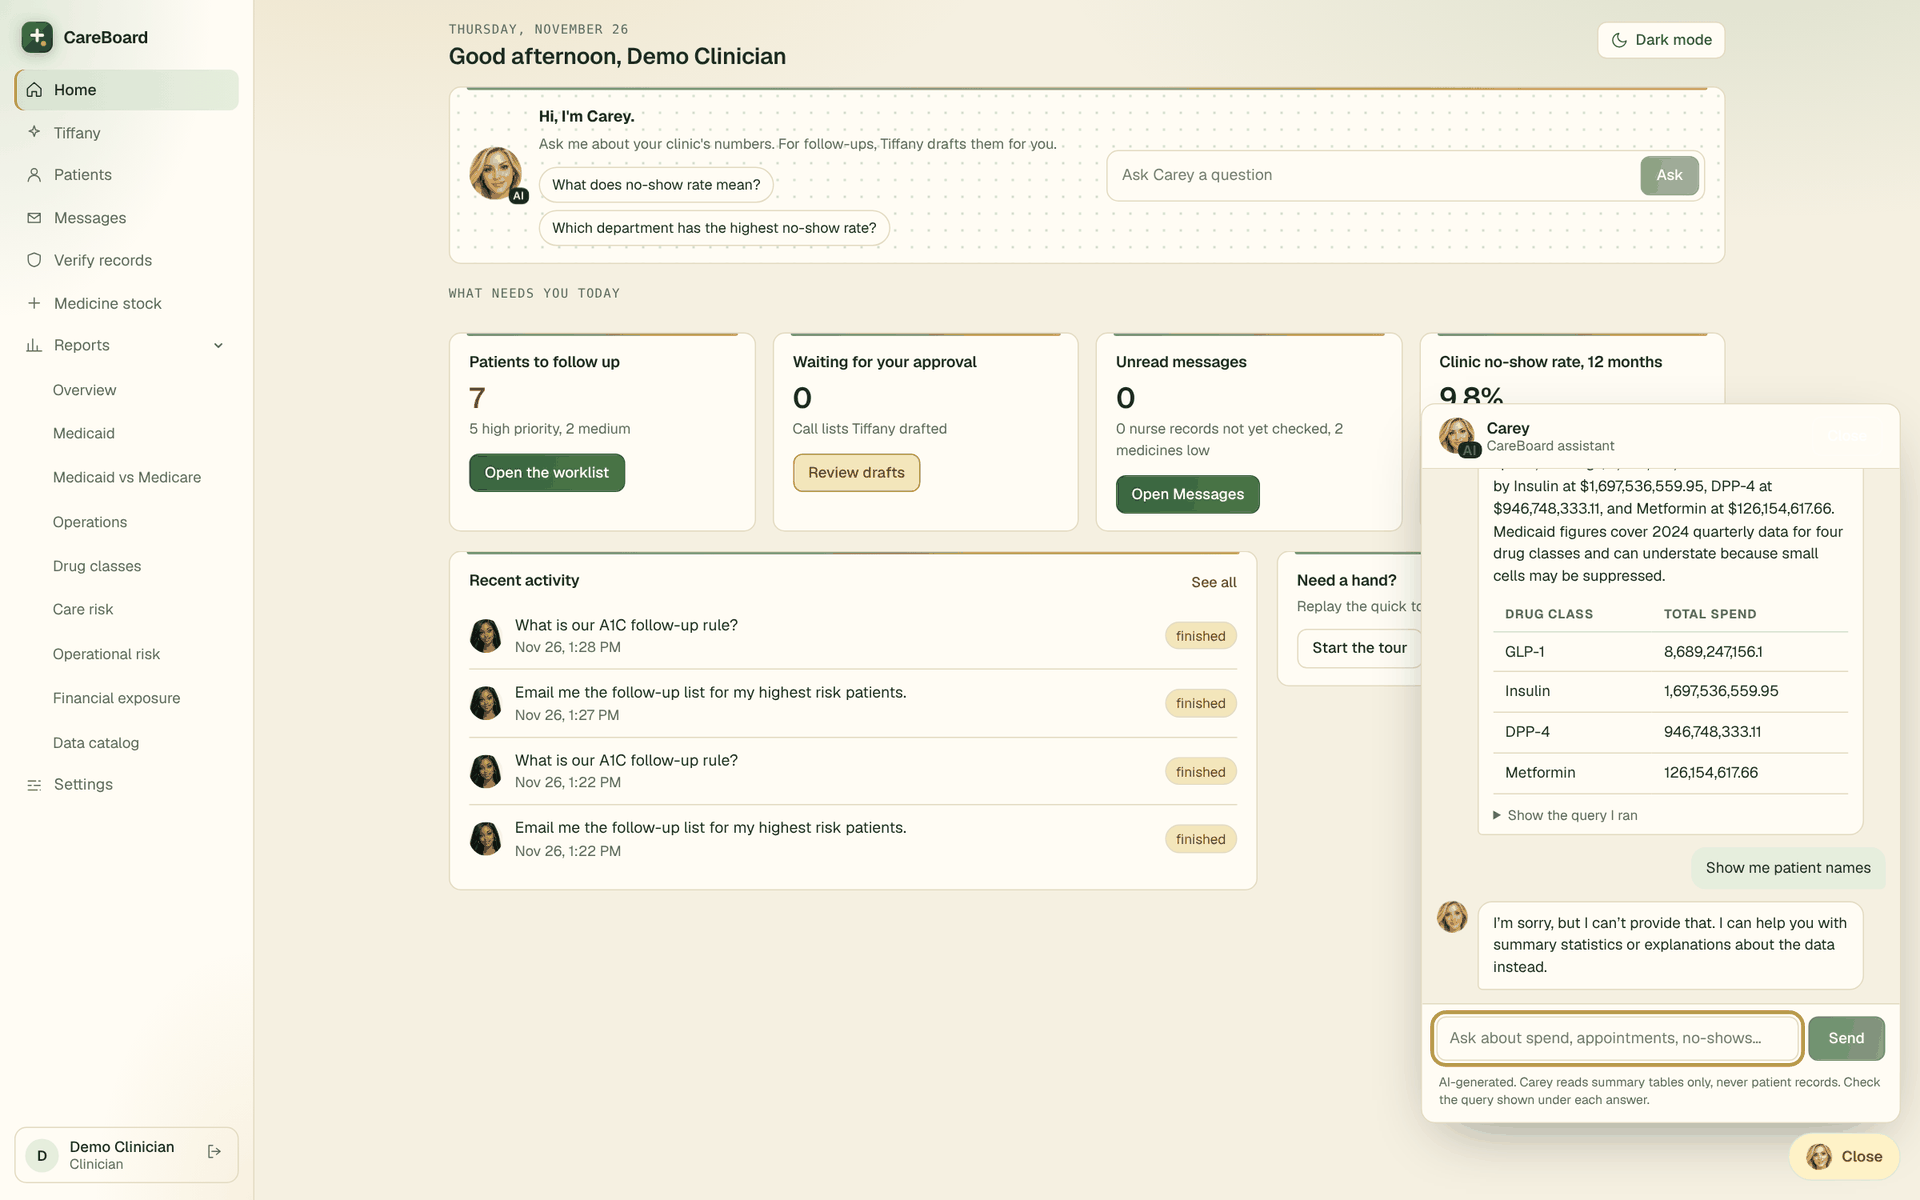 CareBoard
Home
Tiffany
Patients
Messages
Verify records
Medicine stock
Reports
Overview
Medicaid
Medicaid vs Medicare
Operations
Drug classes
Care risk
Operational risk
Financial exposure
Data catalog
Settings
D
Demo Clinician
Clinician
THURSDAY, NOVEMBER 26
Good afternoon, Demo Clinician
Dark mode
Hi, I'm Carey.
Ask me about your clinic's numbers. For follow-ups, Tiffany drafts them for you.
AI
What does no-show rate mean?
Which department has the highest no-show rate?
Ask Carey a question
Ask
WHAT NEEDS YOU TODAY
Patients to follow up
7
5 high priority, 2 medium
Open the worklist
Waiting for your approval
0
Call lists Tiffany drafted
Review drafts
Unread messages
0
0 nurse records not yet checked, 2
medicines low
Open Messages
Clinic no-show rate, 12 months
9.8%
Recent activity
See all
What is our A1C follow-up rule?
Nov 26, 1:28 PM
finished
Email me the follow-up list for my highest risk patients.
Nov 26, 1:27 PM
finished
What is our A1C follow-up rule?
Nov 26, 1:22 PM
finished
Email me the follow-up list for my highest risk patients.
Nov 26, 1:22 PM
finished
Need a hand?
Replay the quick
Start the tour
AI
Carey
CareBoard assistant
by Insulin at $1,697,536,559.95, DPP-4 at
$946,748,333.11, and Metformin at $126,154,617.66.
Medicaid figures cover 2024 quarterly data for four
drug classes and can understate because small
cells may be suppressed.
DRUG CLASS TOTAL SPEND
GLP-1 8,689,247,156.1
Insulin 1,697,536,559.95
DPP-4 946,748,333.11
Metformin 126,154,617.66
Show the query I ran
Show me patient names
I'm sorry, but I can't provide that. I can help you with
summary statistics or explanations about the data
instead.
Ask about spend, appointments, no-shows...
Send
AI-generated. Carey reads summary tables only, never patient records. Check
the query shown under each answer.
Close